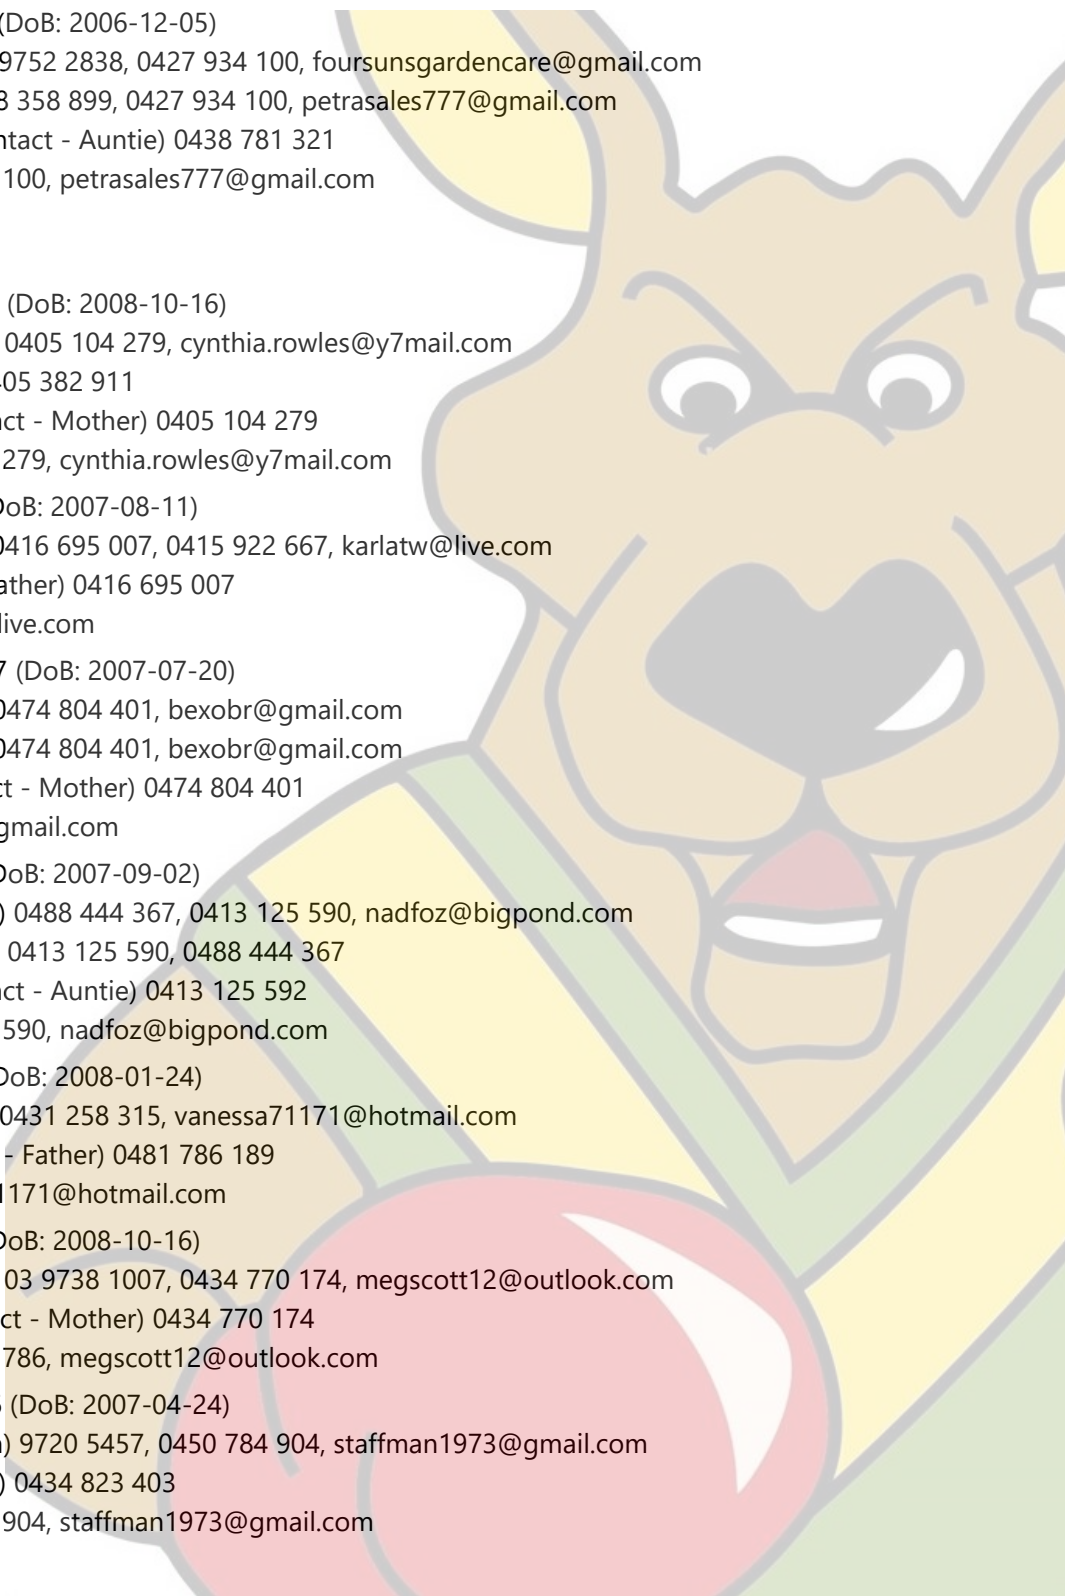 (DoB: 2006-12-05)
9752 2838, 0427 934 100, foursunsgardencare@gmail.com
8 358 899, 0427 934 100, petrasales777@gmail.com
ntact - Auntie) 0438 781 321
100, petrasales777@gmail.com
(DoB: 2008-10-16)
0405 104 279, cynthia.rowles@y7mail.com
05 382 911
act - Mother) 0405 104 279
279, cynthia.rowles@y7mail.com
DoB: 2007-08-11)
0416 695 007, 0415 922 667, karlatw@live.com
ather) 0416 695 007
live.com
7 (DoB: 2007-07-20)
0474 804 401, bexobr@gmail.com
0474 804 401, bexobr@gmail.com
ct - Mother) 0474 804 401
gmail.com
DoB: 2007-09-02)
) 0488 444 367, 0413 125 590, nadfoz@bigpond.com
0413 125 590, 0488 444 367
act - Auntie) 0413 125 592
590, nadfoz@bigpond.com
DoB: 2008-01-24)
0431 258 315, vanessa71171@hotmail.com
- Father) 0481 786 189
1171@hotmail.com
DoB: 2008-10-16)
03 9738 1007, 0434 770 174, megscott12@outlook.com
ct - Mother) 0434 770 174
786, megscott12@outlook.com
(DoB: 2007-04-24)
) 9720 5457, 0450 784 904, staffman1973@gmail.com
) 0434 823 403
904, staffman1973@gmail.com